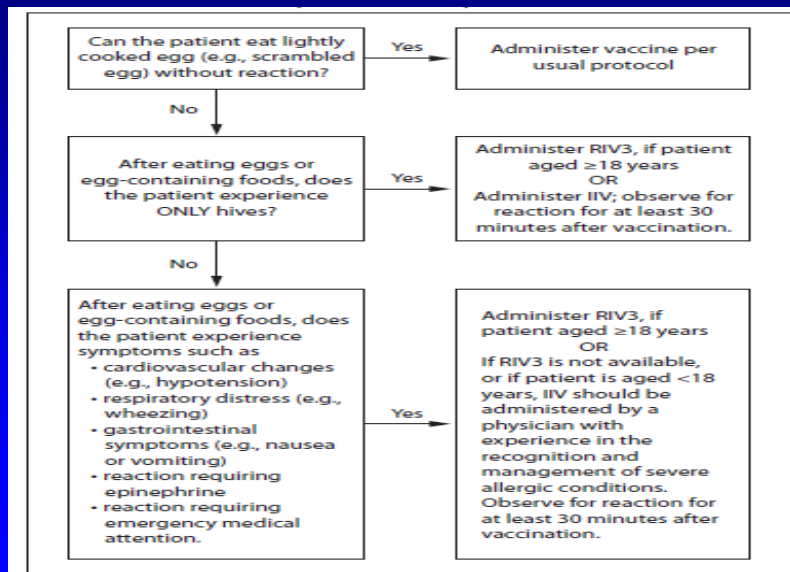 Can the patient eat lightly
cooked egg (e.g., scrambled
egg) without reaction?
Yes
Administer vaccine per
usual protocol
No
After eating eggs or
egg-containing foods, does
the patient experience
ONLY hives?
Yes
Administer RIV3, if patient
aged ≥18 years
OR
Administer IIV; observe for
reaction for at least 30
minutes after vaccination.
No
After eating eggs or
egg-containing foods, does
the patient experience
symptoms such as
• cardiovascular changes
(e.g., hypotension)
• respiratory distress (e.g.,
wheezing)
• gastrointestinal
symptoms (e.g., nausea
or vomiting)
• reaction requiring
epinephrine
• reaction requiring
emergency medical
attention.
Yes
Administer RIV3, if
patient aged ≥18 years
OR
If RIV3 is not available,
or if patient is aged <18
years, IIV should be
administered by a
physician with
experience in the
recognition and
management of severe
allergic conditions.
Observe for reaction for
at least 30 minutes after
vaccination.